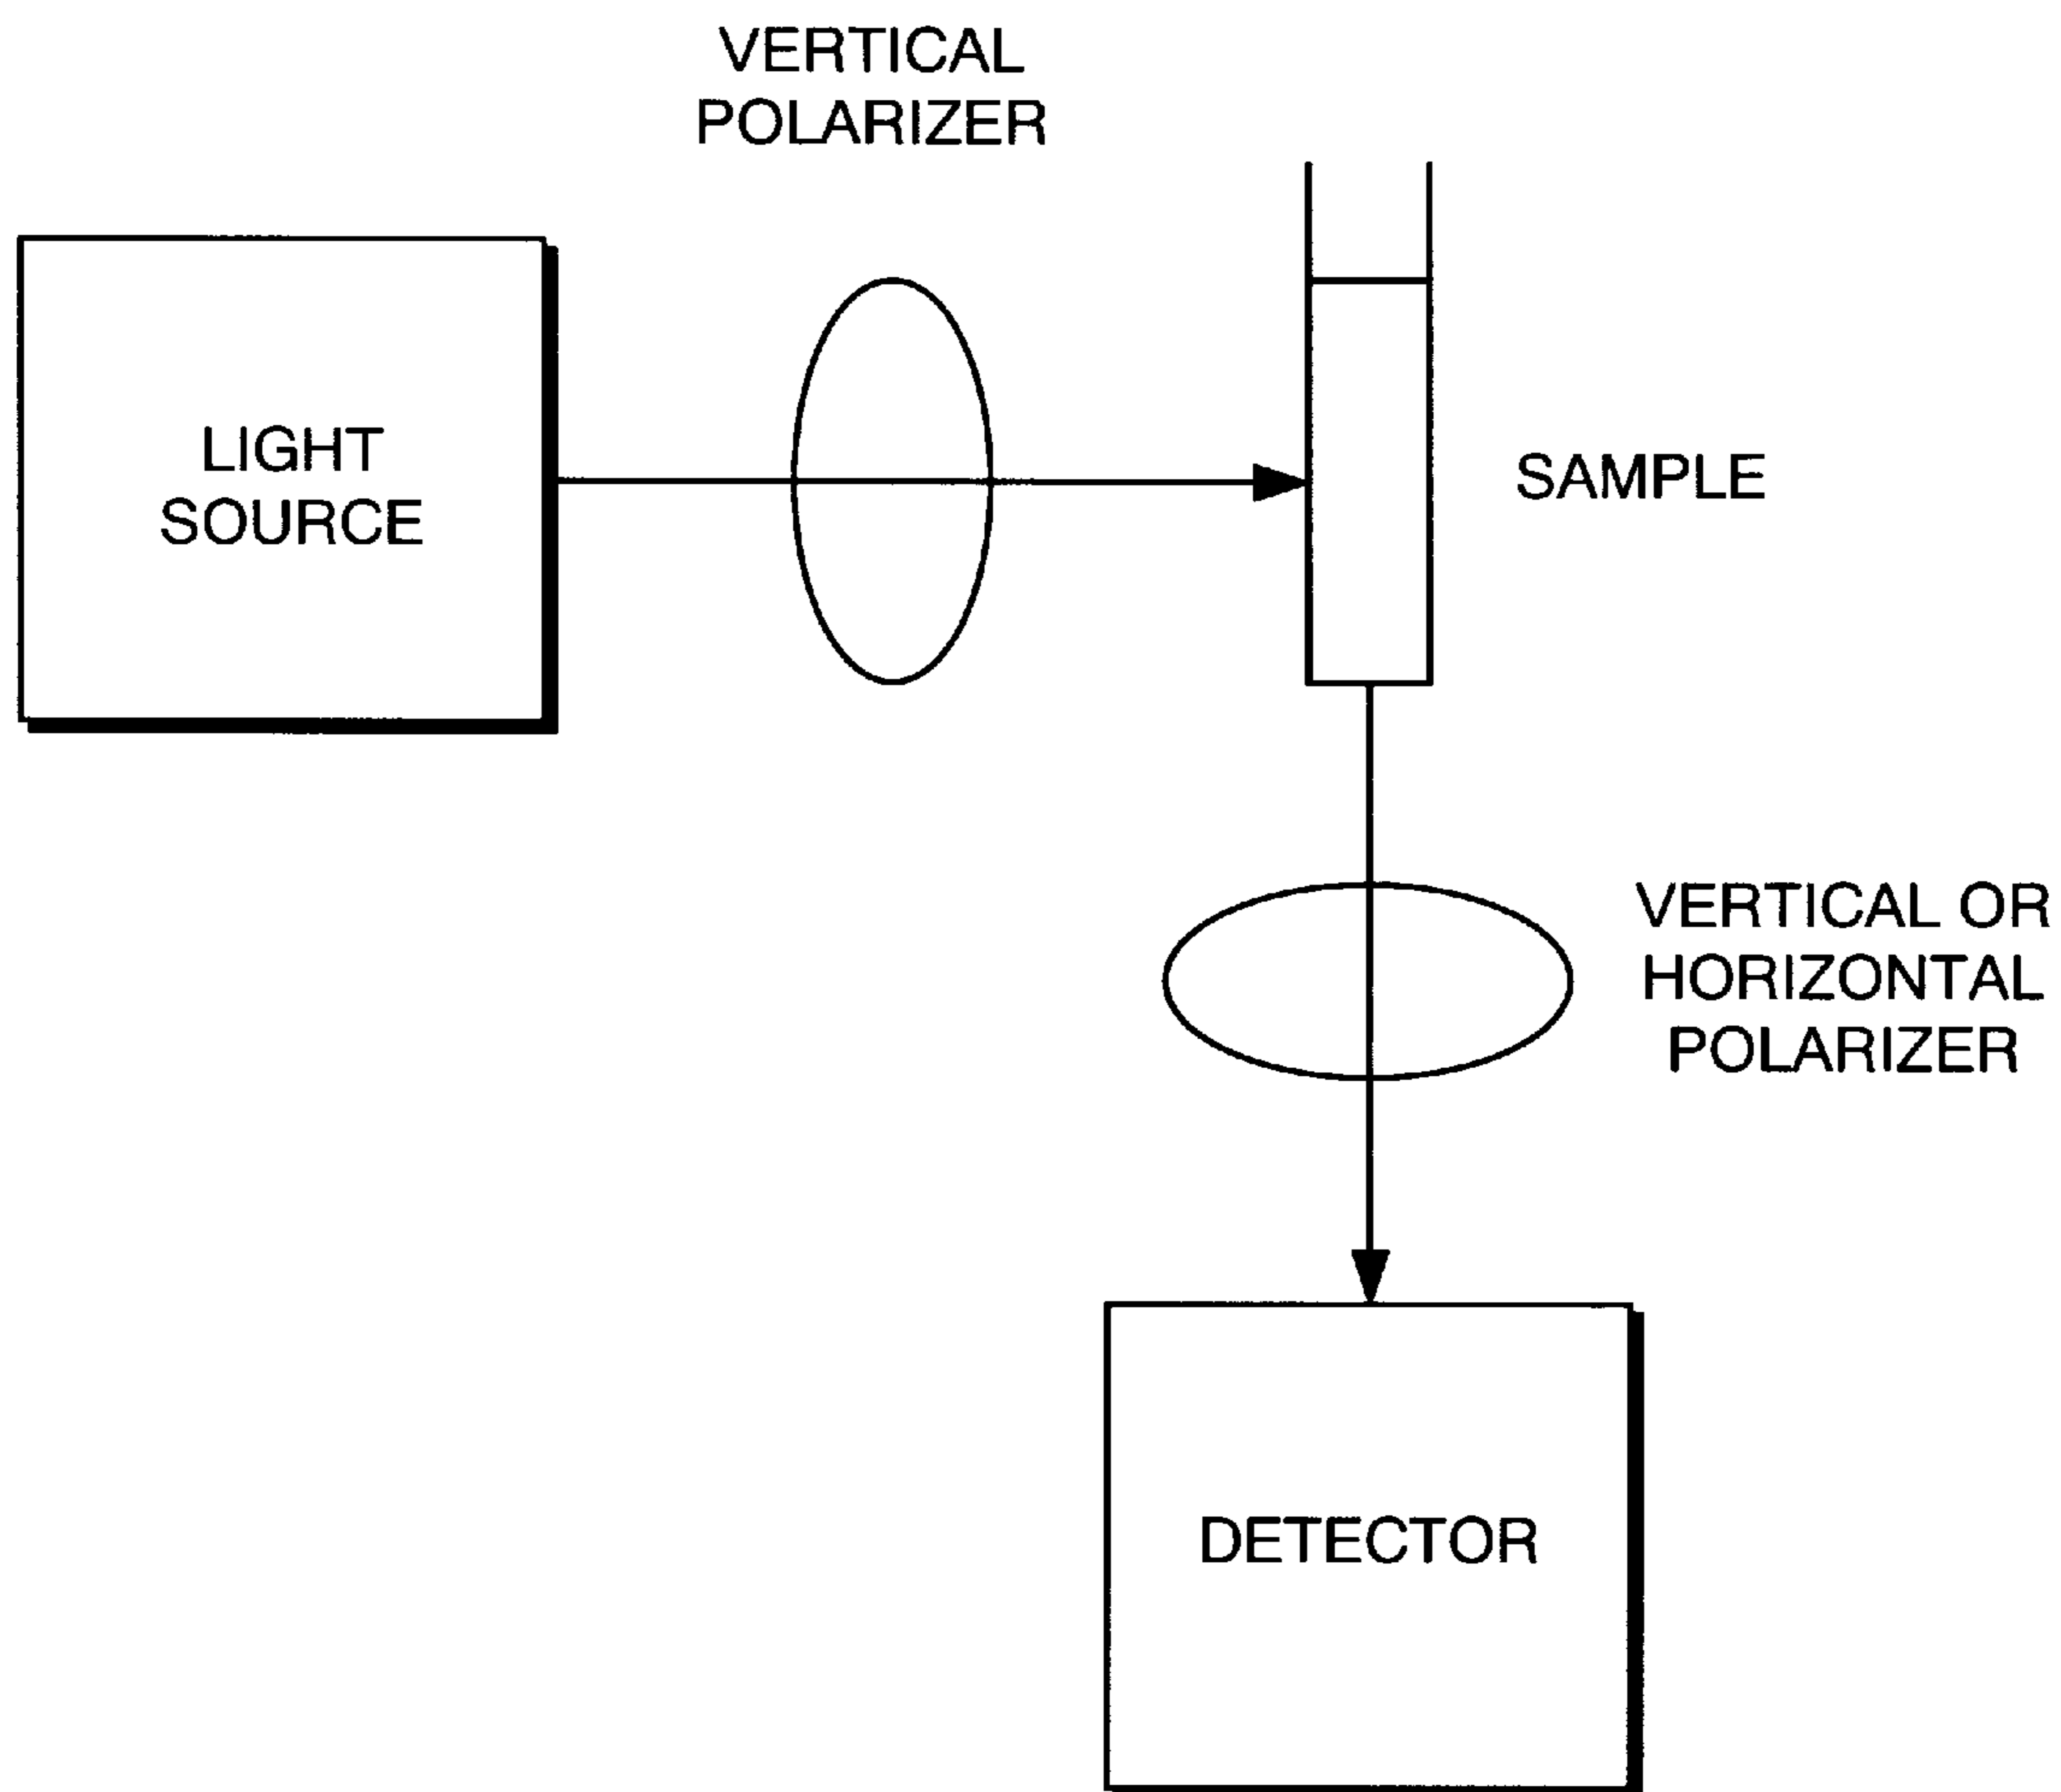 VERTICAL
POLARIZER
LIGHT
SOURCE
SAMPLE
VERTICAL OR
HORIZONTAL
POLARIZER
DETECTOR